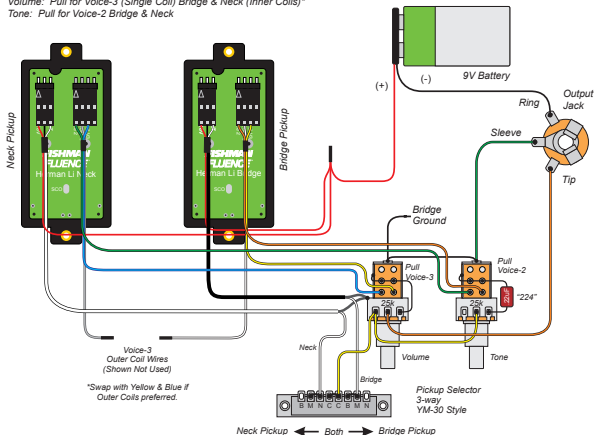 Volume: Pull for Voice-3 (Single Coil) Bridge & Neck (Inner Coils)*
Tone: Pull for Voice-2 Bridge & Neck
(+)
(-)
9V Battery
Output
Jack
Ring
Sleeve
Tip
Neck Pickup
FISHMAN
FLUENCE
Herman Li Neck
SCO
Bridge Pickup
FISHMAN
FLUENCE
Herman Li Bridge
SCO
Bridge
Ground
Pull
Voice-3
Pull
Voice-2
25k
25k
.22uF
"224"
Volume
Tone
Voice-3
Outer Coil Wires
(Shown Not Used)
*Swap with Yellow & Blue if
Outer Coils preferred.
Neck
Bridge
B M N C C B M N
Pickup Selector
3-way
YM-30 Style
Neck Pickup
Both
Bridge Pickup